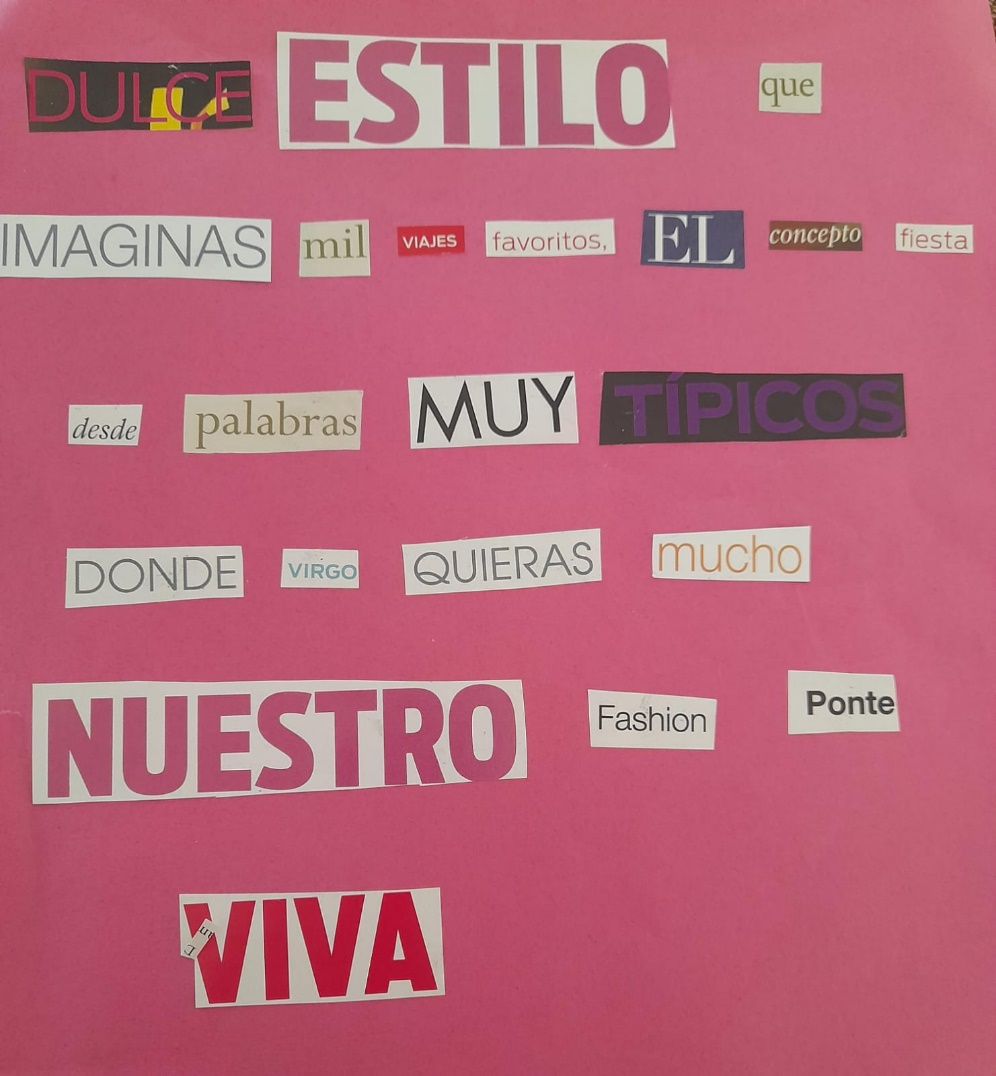 DULCE ESTILO que
IMAGINAS mil VIAJES favoritos, EL concepto fiesta
desde palabras MUY TÍPICOS
DONDE VIRGO QUIERAS mucho
NUESTRO Fashion Ponte
VIVA